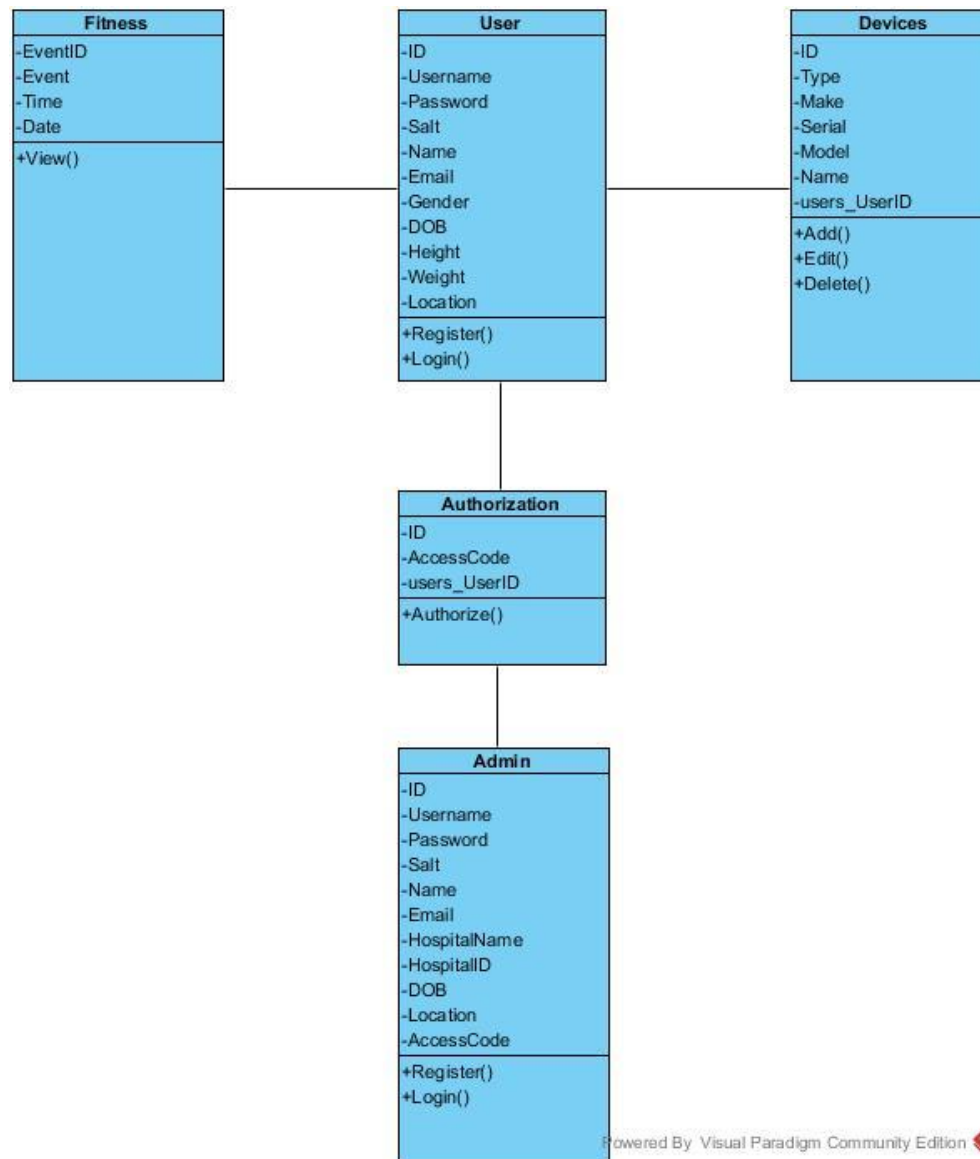 Fitness
-EventID
-Event
-Time
-Date
+View()
User
-ID
-Username
-Password
-Salt
-Name
-Email
-Gender
-DOB
-Height
-Weight
-Location
+Register()
+Login()
Devices
-ID
-Type
-Make
-Serial
-Model
-Name
-users_UserID
+Add()
+Edit()
+Delete()
Authorization
-ID
-AccessCode
-users_UserID
+Authorize()
Admin
-ID
-Username
-Password
-Salt
-Name
-Email
-HospitalName
-HospitalID
-DOB
-Location
-AccessCode
+Register()
+Login()
Powered By Visual Paradigm Community Edition